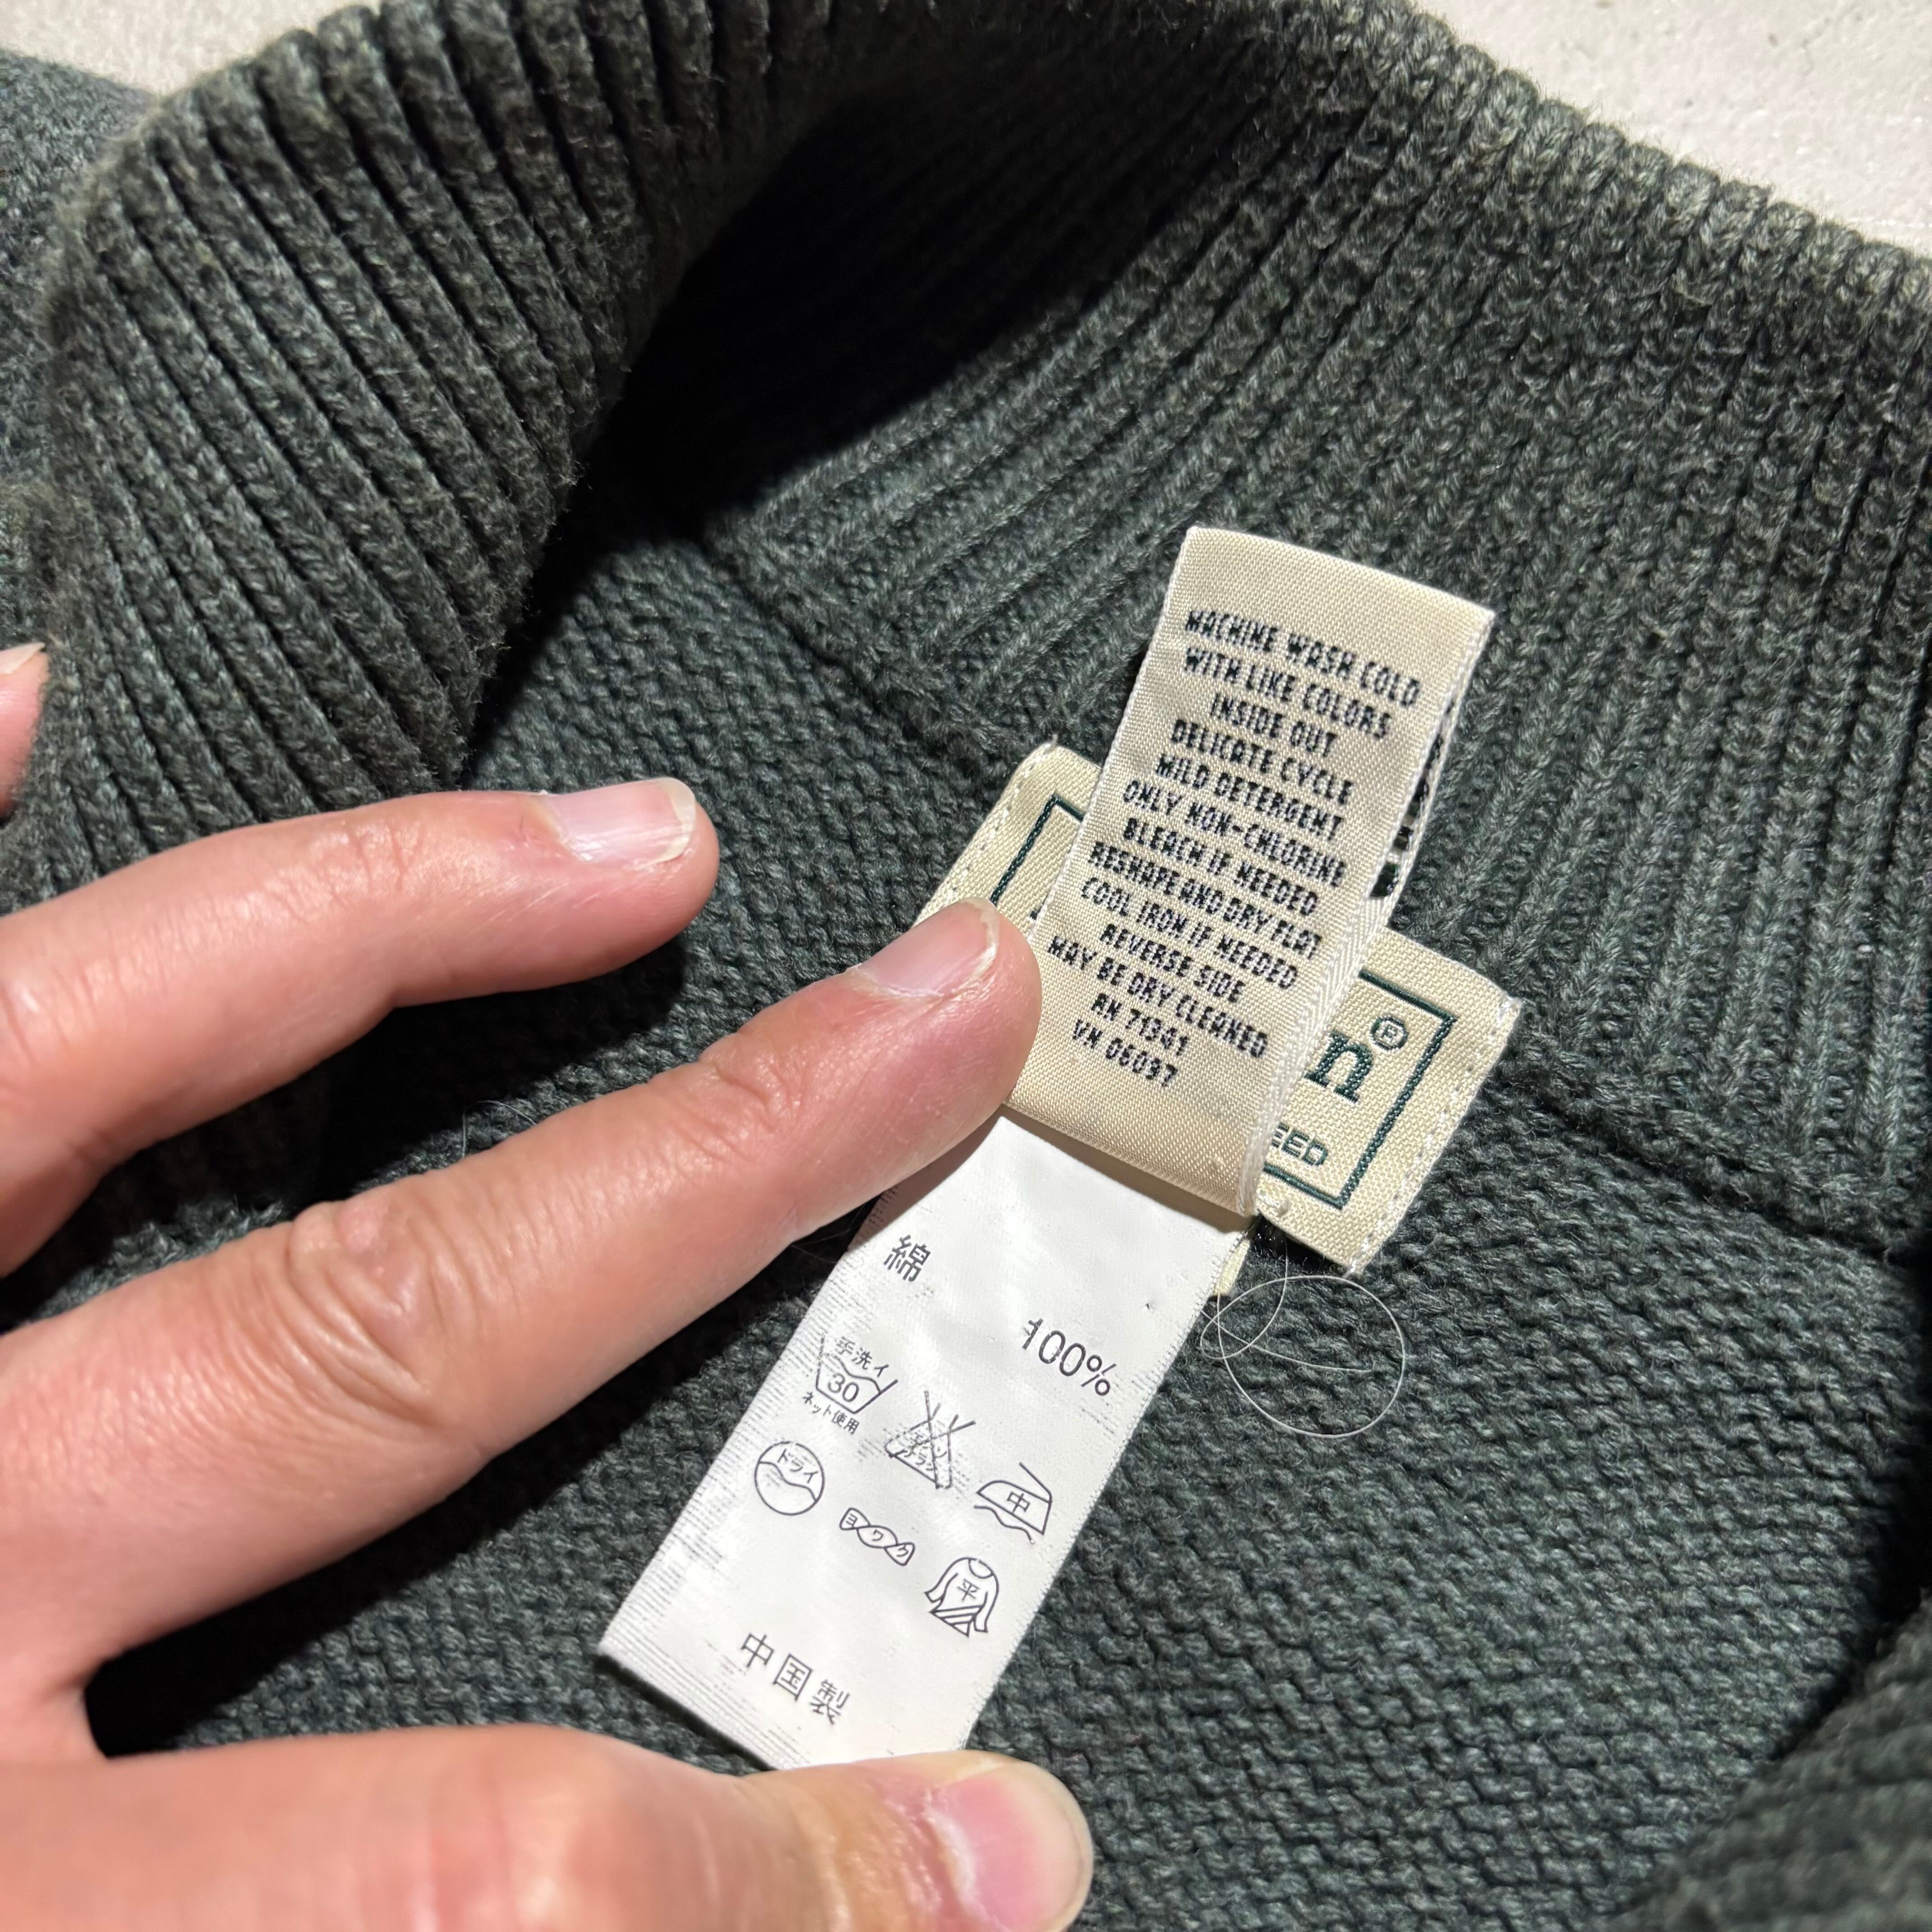 MACHINE WASH COLD
WITH LIKE COLORS
INSIDE OUT
DELICATE CYCLE
MILD DETERGENT
ONLY NON-CHLORINE
BLEACH IF NEEDED
RESHAPE AND DRY FLAT
COOL IRON IF NEEDED
REVERSE SIDE
MAY BE DRY CLEANED
RN 71341
VN 06097
n®
EED
綿
100%
手洗イ
30
ネット使用
中
ドライ
ヨワク
平
中国製